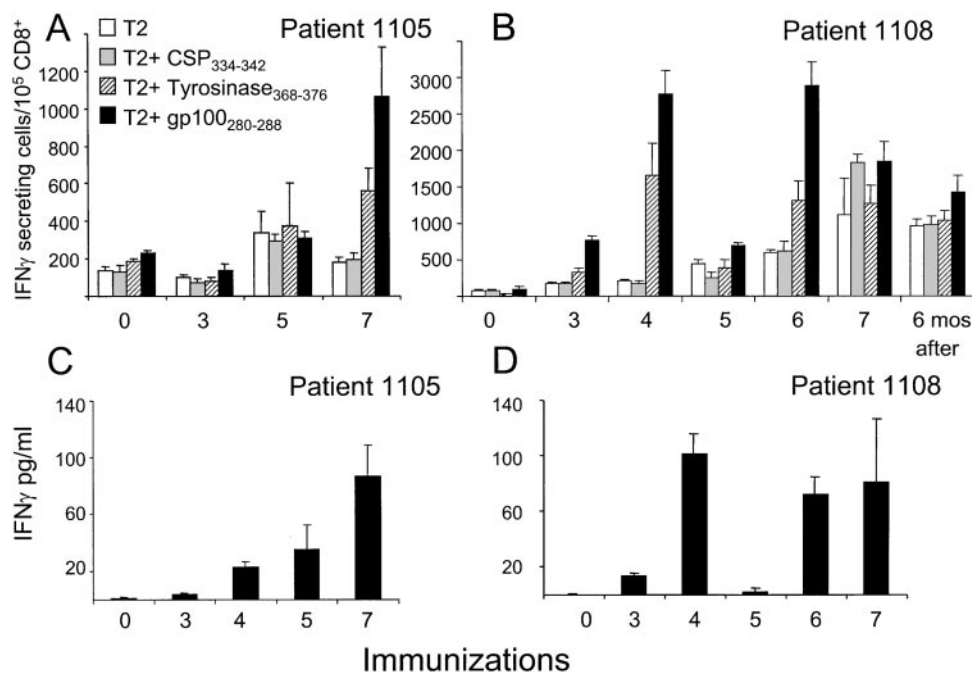 A
Patient 1105
T2
T2+ CSP334-342
T2+ Tyrosinase368-376
T2+ gp100280-288
IFNγ secreting cells/10⁵ CD8⁺
1400
1200
1000
800
600
400
200
0 3 5 7
B
Patient 1108
3000
2500
2000
1500
1000
500
0 3 4 5 6 7 6 mos
after
C
Patient 1105
IFNγ pg/ml
140
100
60
20
0 3 4 5 7
D
Patient 1108
140
100
60
20
0 3 4 5 6 7
Immunizations